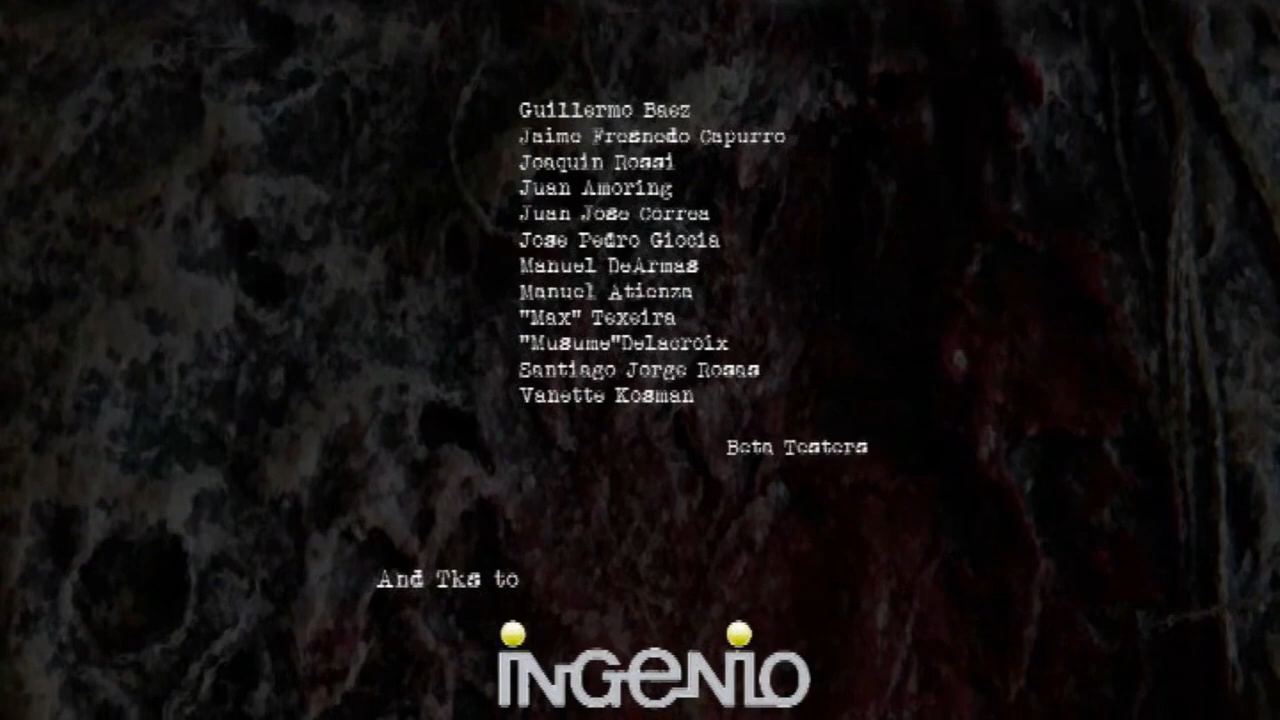 Guillermo Baez
Jaime Fresnedo Capurro
Joaquin Rossi
Juan Amoring
Juan Jose Correa
Jose Pedro Giocia
Manuel DeArmas
Manuel Atienza
"Max" Texeira
"Musume"Delacroix
Santiago Jorge Rosas
Vanette Kosman
Beta Testers
And Tks to
iNGENIO